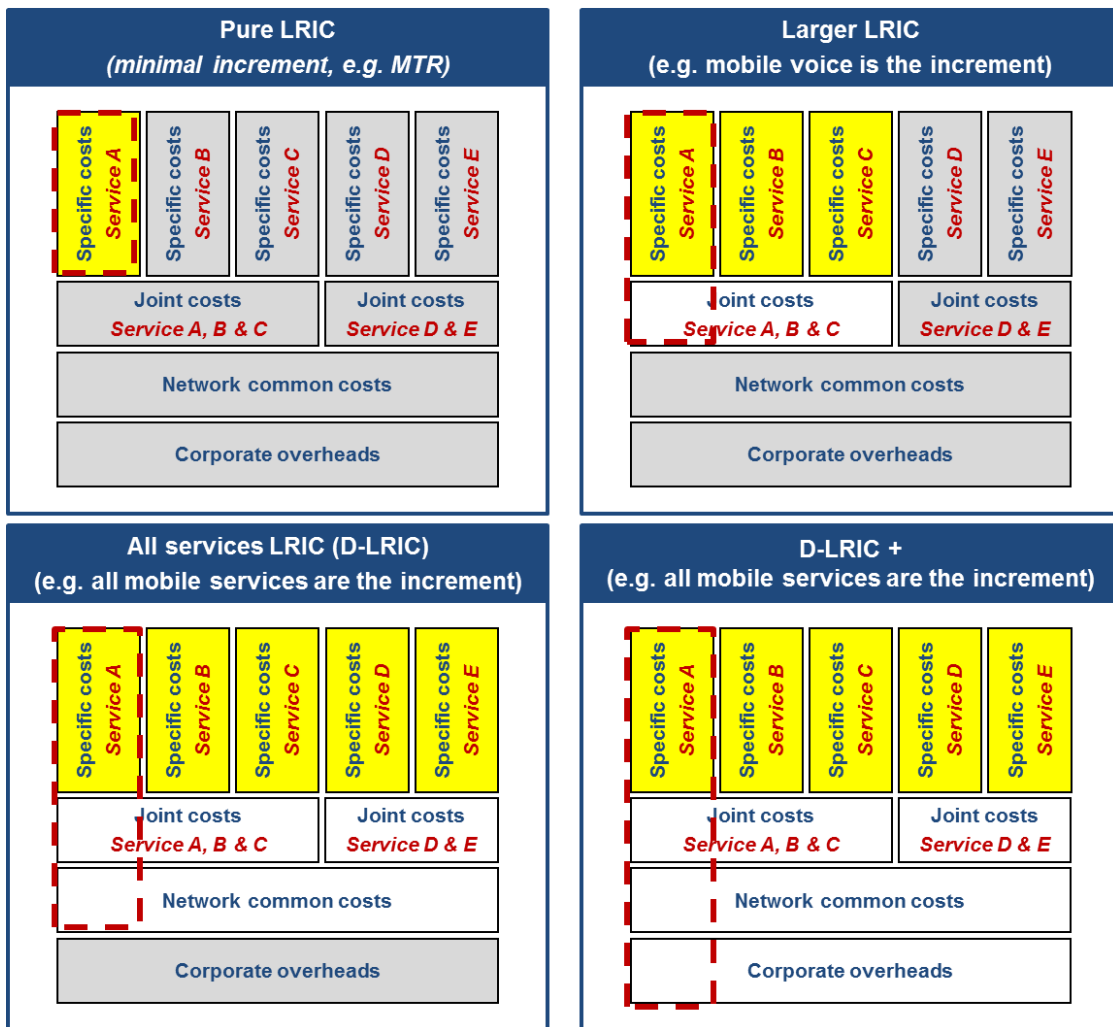 Pure LRIC
(minimal increment, e.g. MTR)
Specific costs
Service A
Specific costs
Service B
Specific costs
Service C
Specific costs
Service D
Specific costs
Service E
Joint costs
Service A, B & C
Joint costs
Service D & E
Network common costs
Corporate overheads
Larger LRIC
(e.g. mobile voice is the increment)
Specific costs
Service A
Specific costs
Service B
Specific costs
Service C
Specific costs
Service D
Specific costs
Service E
Joint costs
Service A, B & C
Joint costs
Service D & E
Network common costs
Corporate overheads
All services LRIC (D-LRIC)
(e.g. all mobile services are the increment)
Specific costs
Service A
Specific costs
Service B
Specific costs
Service C
Specific costs
Service D
Specific costs
Service E
Joint costs
Service A, B & C
Joint costs
Service D & E
Network common costs
Corporate overheads
D-LRIC +
(e.g. all mobile services are the increment)
Specific costs
Service A
Specific costs
Service B
Specific costs
Service C
Specific costs
Service D
Specific costs
Service E
Joint costs
Service A, B & C
Joint costs
Service D & E
Network common costs
Corporate overheads